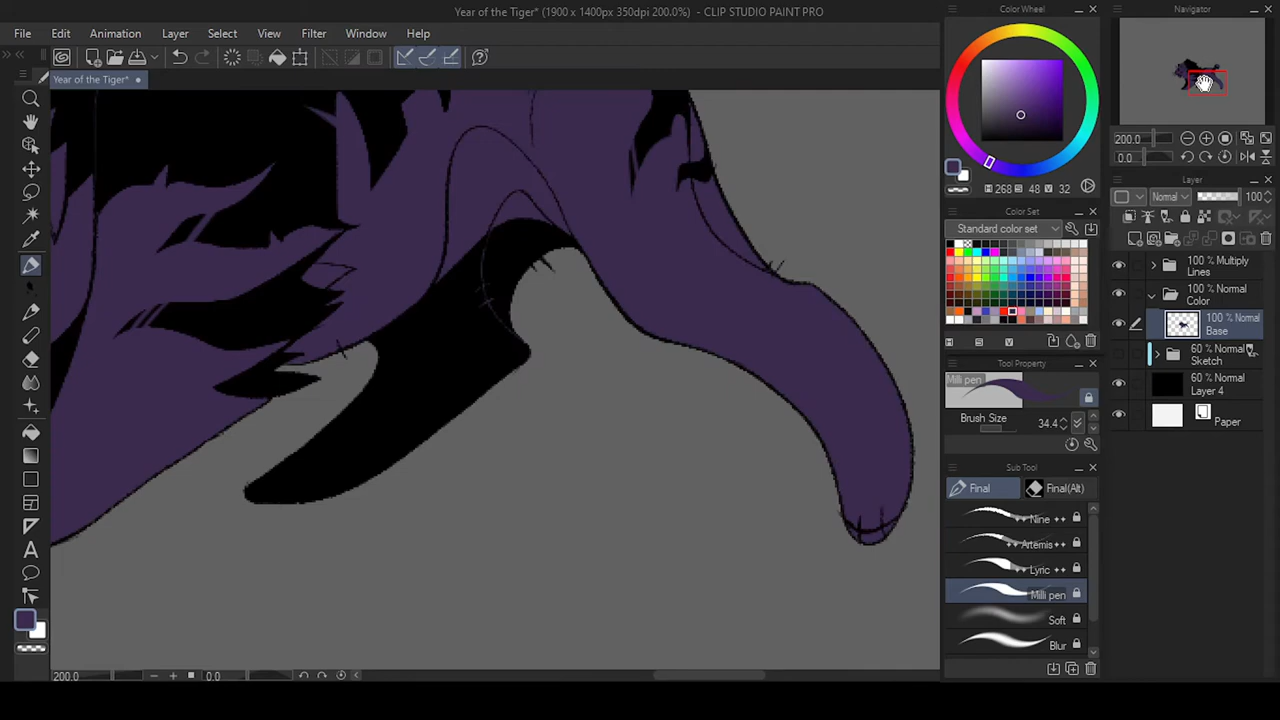 Year of the Tiger* (1900 x 1400px 350dpi 200.0%) - CLIP STUDIO PAINT PRO
File Edit Animation Layer Select View Filter Window Help
Year of the Tiger*
200.0 0.0
Color Wheel
H 268 S 48 V 32
Color Set
Standard color set
H S V
Tool Property
Milli pen
Brush Size 34.4
Sub Tool
Final Final(Alt)
Nine
Artemis
Lyric
Milli pen
Soft
Blur
Navigator
200.0
0.0
Layer
Normal 100
100 % Multiply
Lines
100 % Normal
Color
100 % Normal
Base
60 % Normal
Sketch
60 % Normal
Layer 4
Paper